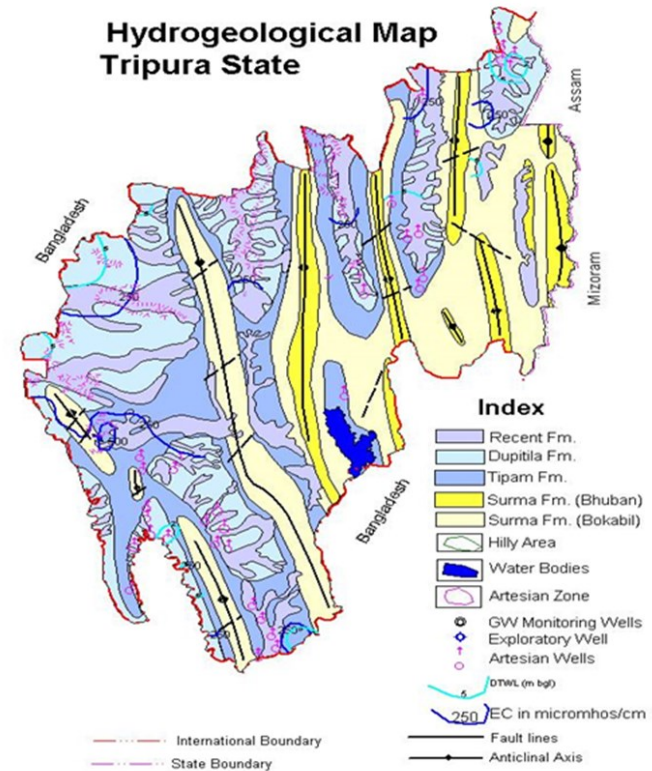 Hydrogeological Map
Tripura State
Assam
Bangladesh
Mizoram
250
250
Bangladesh
Index
Recent Fm.
Dupitila Fm.
Tipam Fm.
Surma Fm. (Bhuban)
Surma Fm. (Bokabil)
Hilly Area
Water Bodies
Artesian Zone
GW Monitoring Wells
Exploratory Well
Artesian Wells
5 DTWL (m bgl)
250 EC in micromhos/cm
International Boundary
Fault lines
State Boundary
Anticlinal Axis